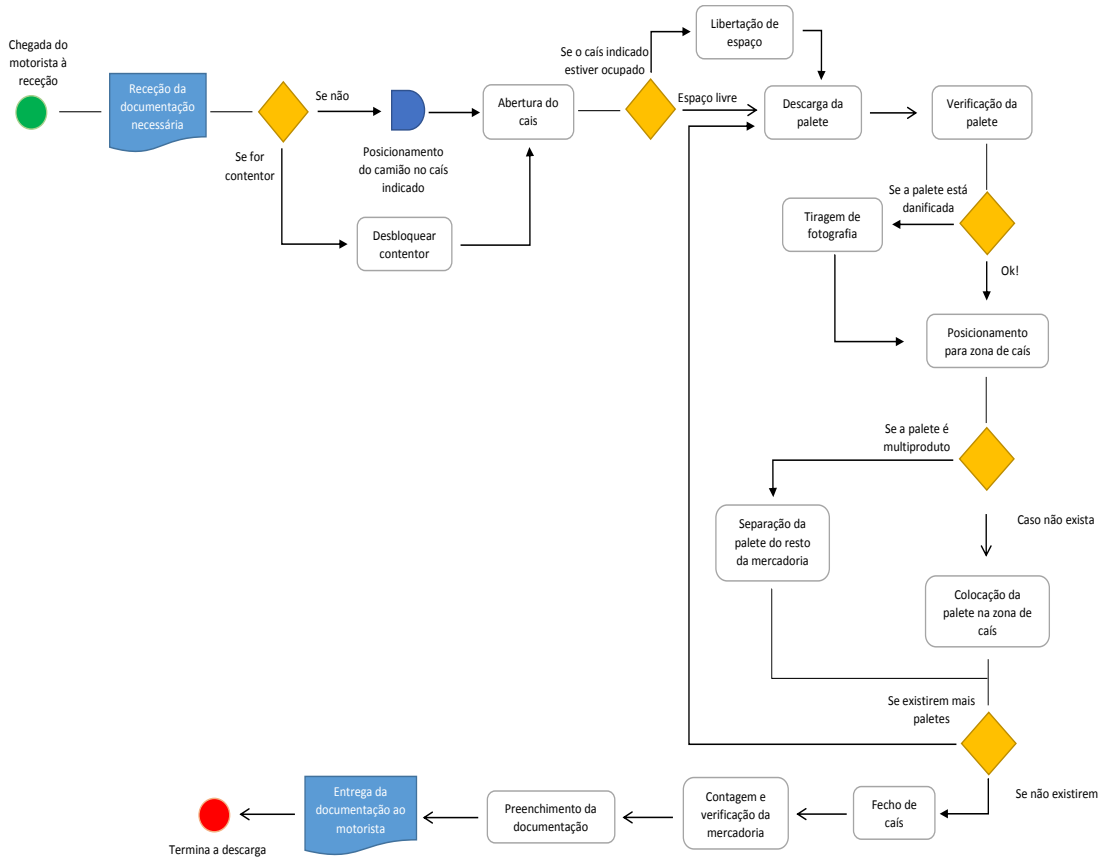 Chegada do
motorista à
receção
Receção da
documentação
necessária
Se não
Se for
contentor
Posicionamento
do camião no caís
indicado
Desbloquear
contentor
Abertura do
cais
Se o caís indicado
estiver ocupado
Libertação de
espaço
Espaço livre
Descarga da
palete
Verificação da
palete
Se a palete está
danificada
Tiragem de
fotografia
Ok!
Posicionamento
para zona de caís
Se a palete é
multiproduto
Separação da
palete do resto
da mercadoria
Caso não exista
Colocação da
palete na zona de
caís
Se existirem mais
paletes
Se não existirem
Fecho de
caís
Contagem e
verificação da
mercadoria
Preenchimento da
documentação
Entrega da
documentação ao
motorista
Termina a descarga